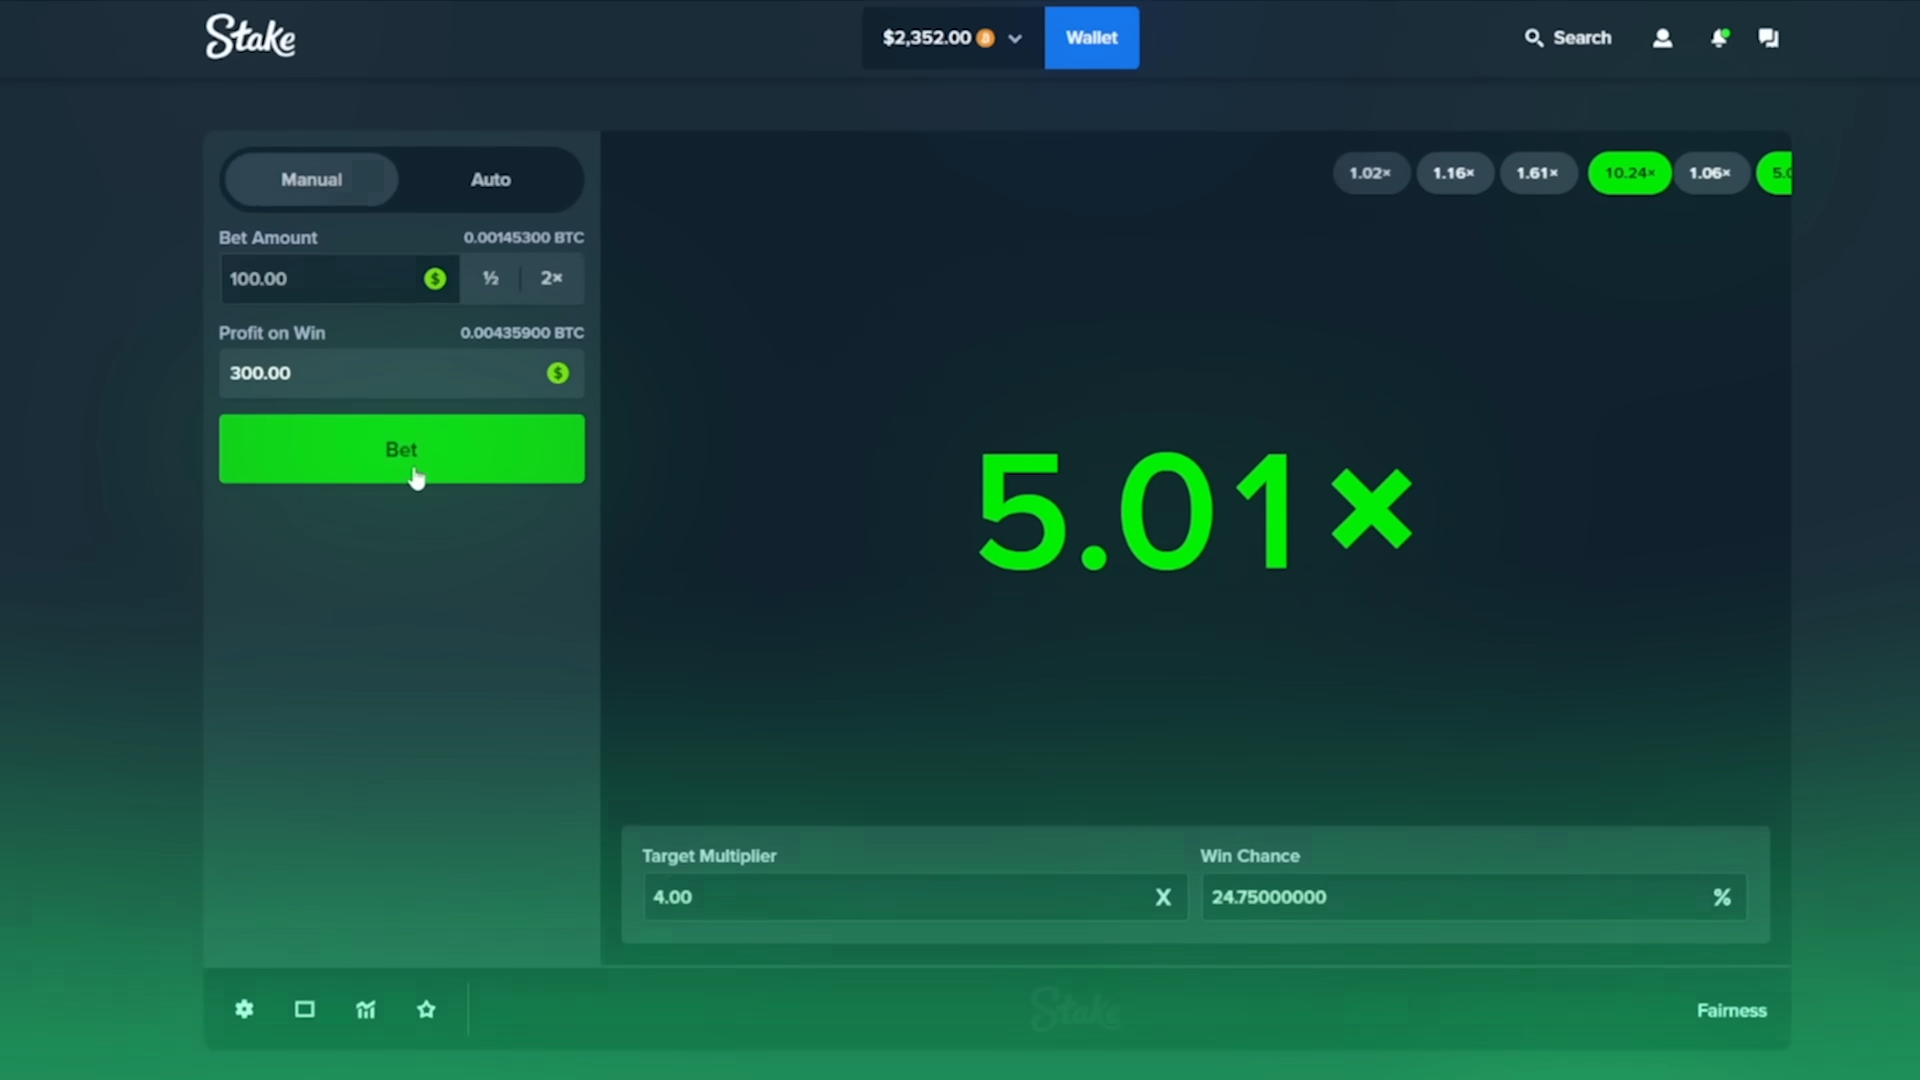 Stake
$2,352.00
Wallet
Search
Manual
Auto
1.02×
1.16×
1.61×
10.24×
1.06×
Bet Amount
0.00145300 BTC
100.00
$
½
2×
Profit on Win
0.00435900 BTC
300.00
$
Bet
5.01×
Target Multiplier
Win Chance
4.00
X
24.75000000
%
Stake
Fairness